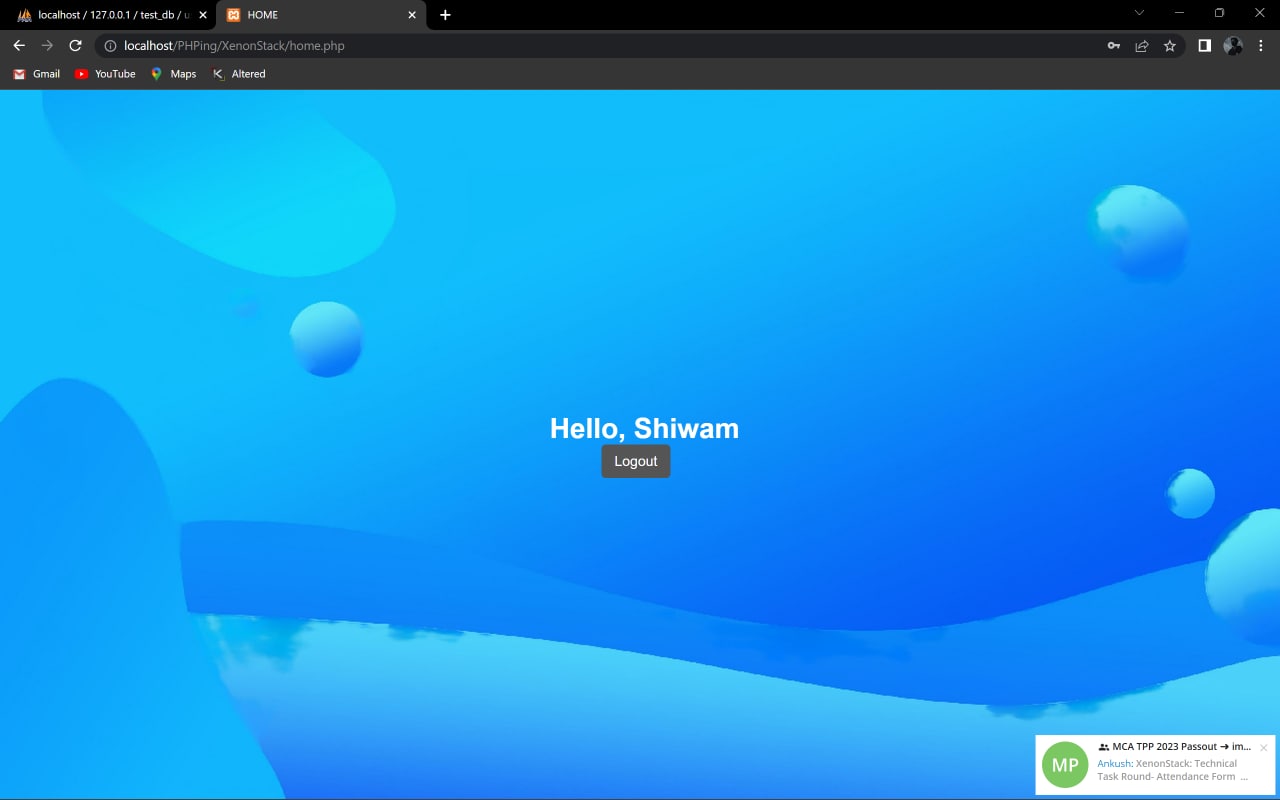 localhost / 127.0.0.1 / test_db / u
HOME
localhost/PHPing/XenonStack/home.php
Gmail
YouTube
Maps
Altered
Hello, Shiwam
Logout
MP
MCA TPP 2023 Passout ➔ im...
Ankush: XenonStack: Technical
Task Round- Attendance Form ...